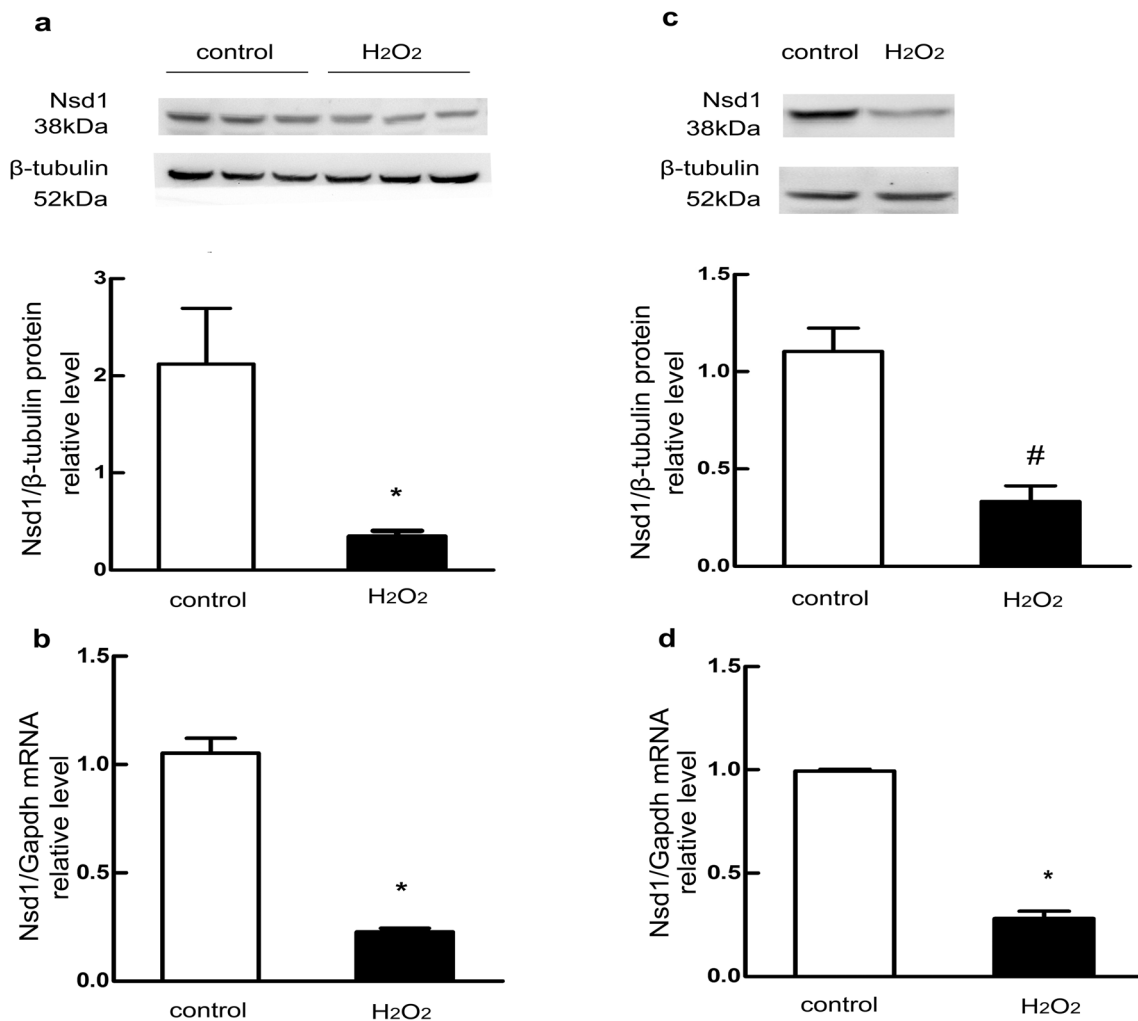 a
control H2O2
Nsd1
38kDa
β-tubulin
52kDa
3
2
1
0
Nsd1/β-tubulin protein
relative level
*
control H2O2
b
1.5
1.0
0.5
0.0
Nsd1/Gapdh mRNA
relative level
*
control H2O2
c
control H2O2
Nsd1
38kDa
β-tubulin
52kDa
1.5
1.0
0.5
0.0
Nsd1/β-tubulin protein
relative level
#
control H2O2
d
1.5
1.0
0.5
0.0
Nsd1/Gapdh mRNA
relative level
*
control H2O2